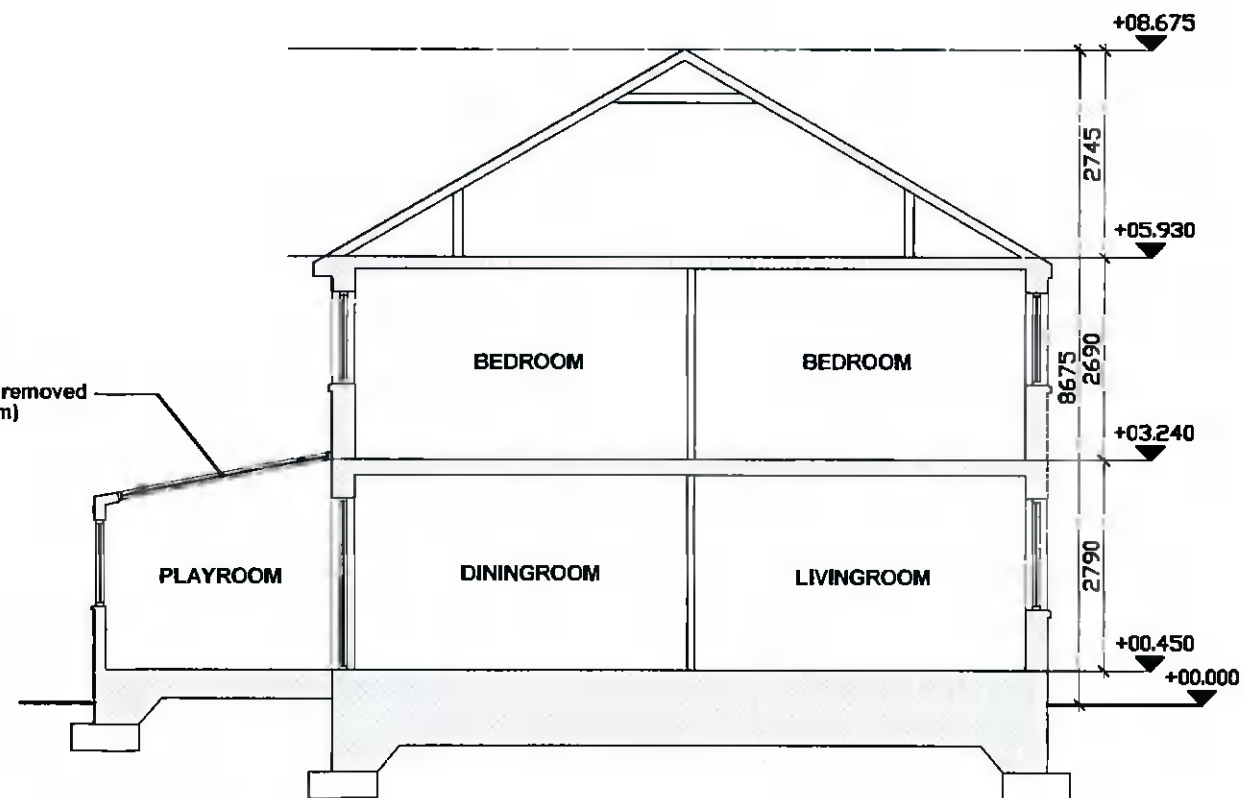 +08.675
2745
+05.930
BEDROOM
BEDROOM
8675
2690
removed
m)
+03.240
PLAYROOM
DININGROOM
LIVINGROOM
2790
+00.450
+00.000